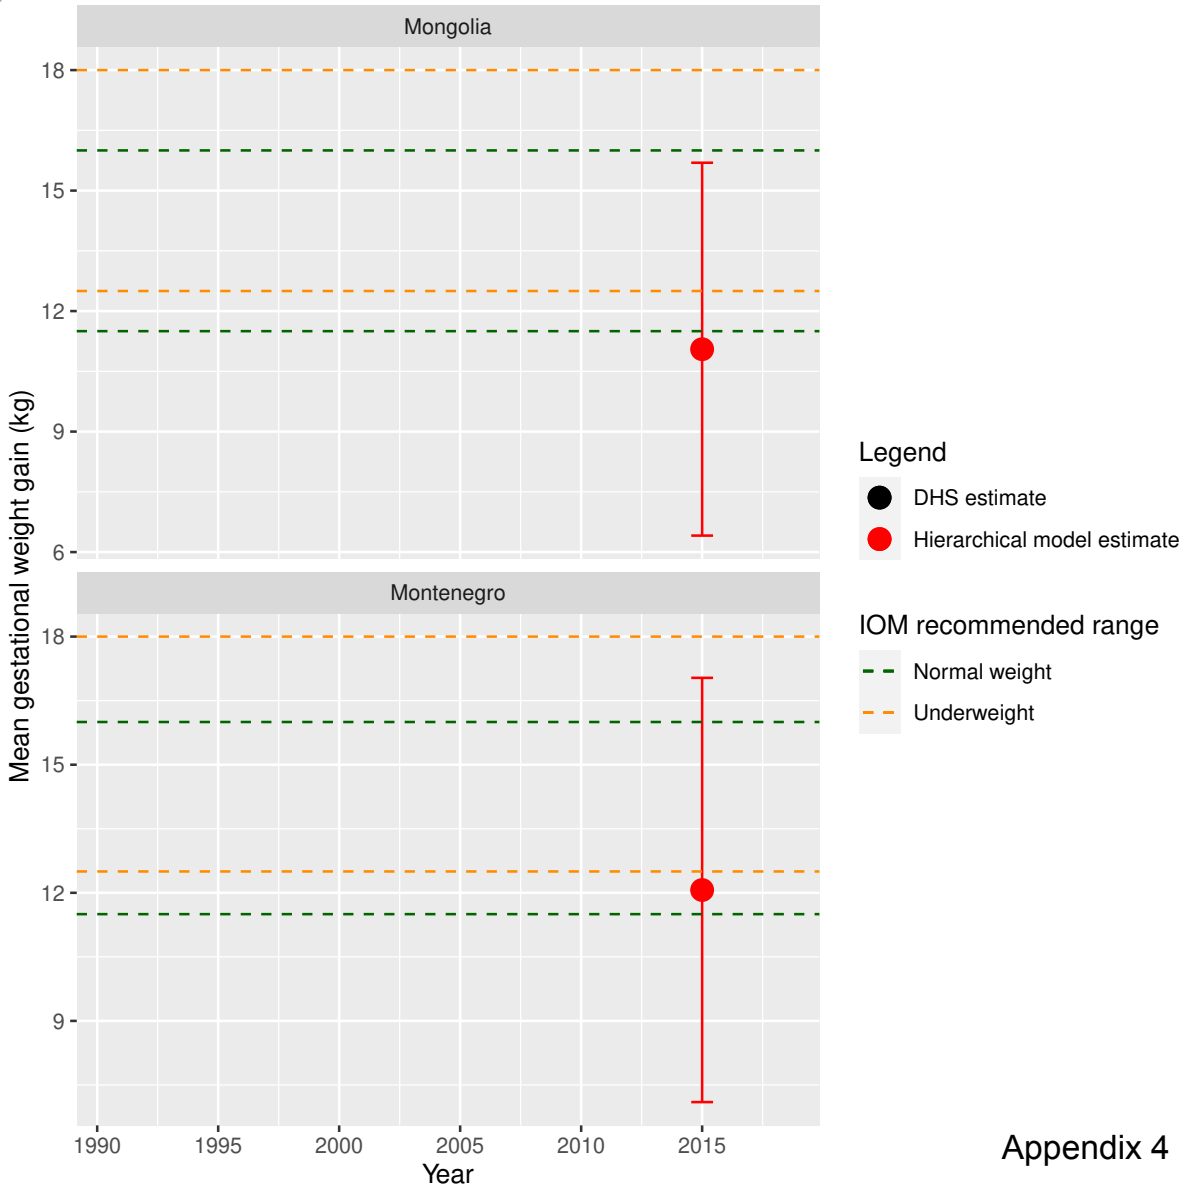 Mongolia
18
15
12
9
6
Montenegro
18
15
12
9
1990 1995 2000 2005 2010 2015
Year
Mean gestational weight gain (kg)
Legend
DHS estimate
Hierarchical model estimate
IOM recommended range
Normal weight
Underweight
Appendix 4